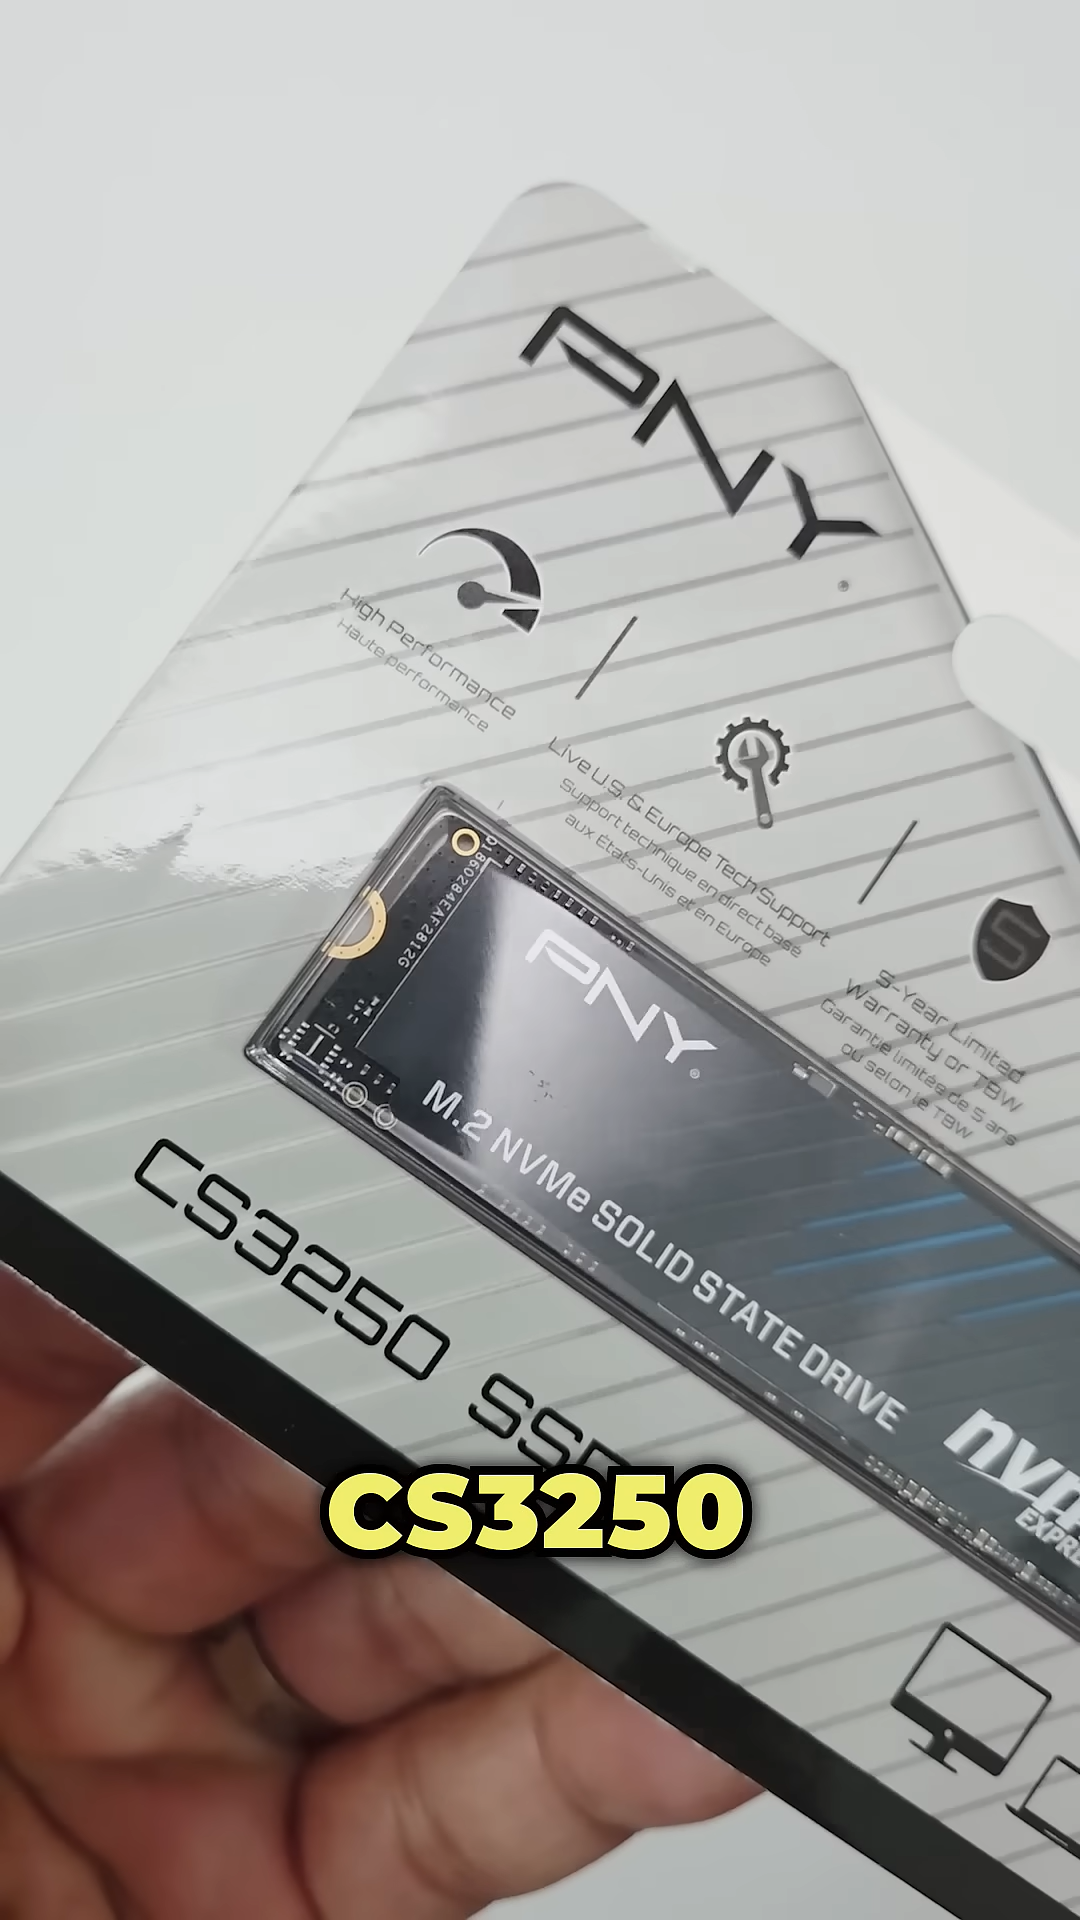 PNY
High Performance
Haute performance
Live U.S. & Europe Tech Support
Support technique en direct basé
aux États-Unis et en Europe
5
5-Year Limited
Warranty or TBW
Garantie limitée de 5 ans
ou selon le TBW
PNY
M.2 NVMe SOLID STATE DRIVE
CS3250 SSD
CS3250